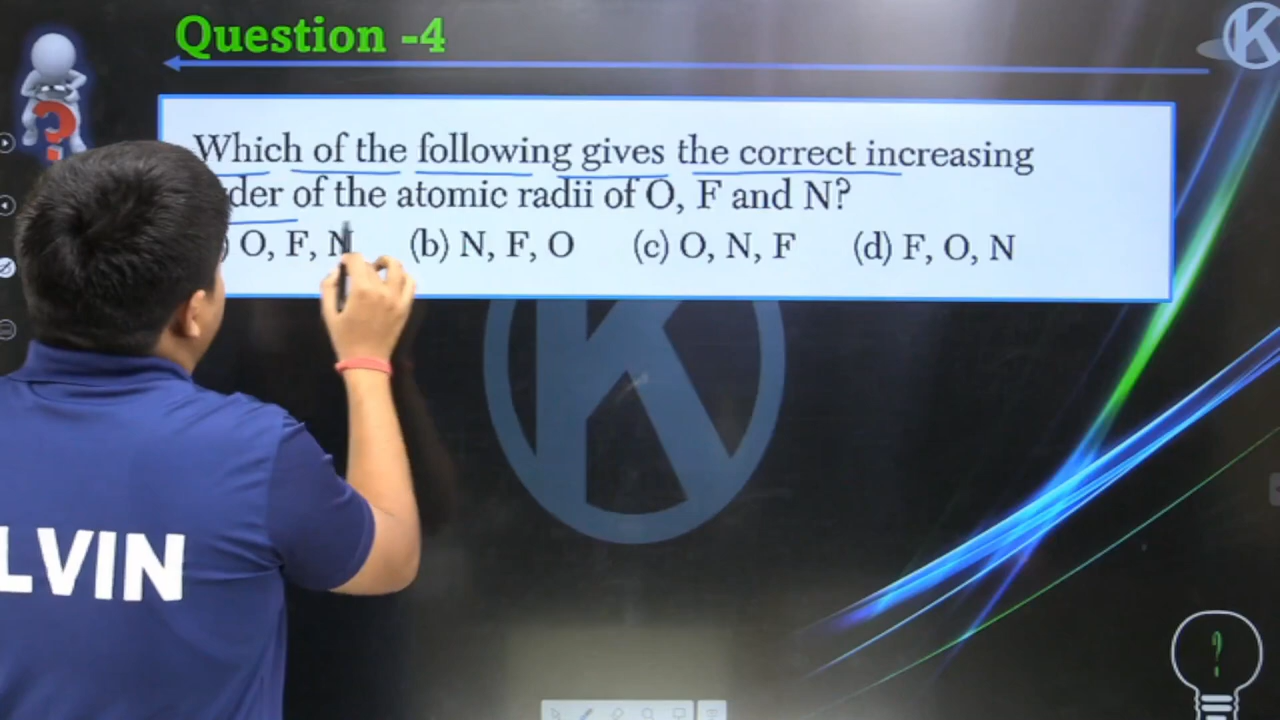 Question -4
K
Which of the following gives the correct increasing
der of the atomic radii of O, F and N?
) O, F, N (b) N, F, O (c) O, N, F (d) F, O, N
K
LVIN
?